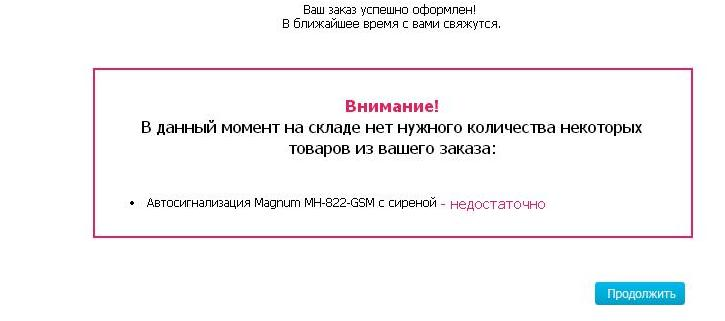 Ваш заказ успешно оформлен!
В ближайшее время с вами свяжутся.
Внимание!
В данный момент на складе нет нужного количества некоторых
товаров из вашего заказа:
• Автосигнализация Magnum MH-822-GSM с сиреной - недостаточно
Продолжить